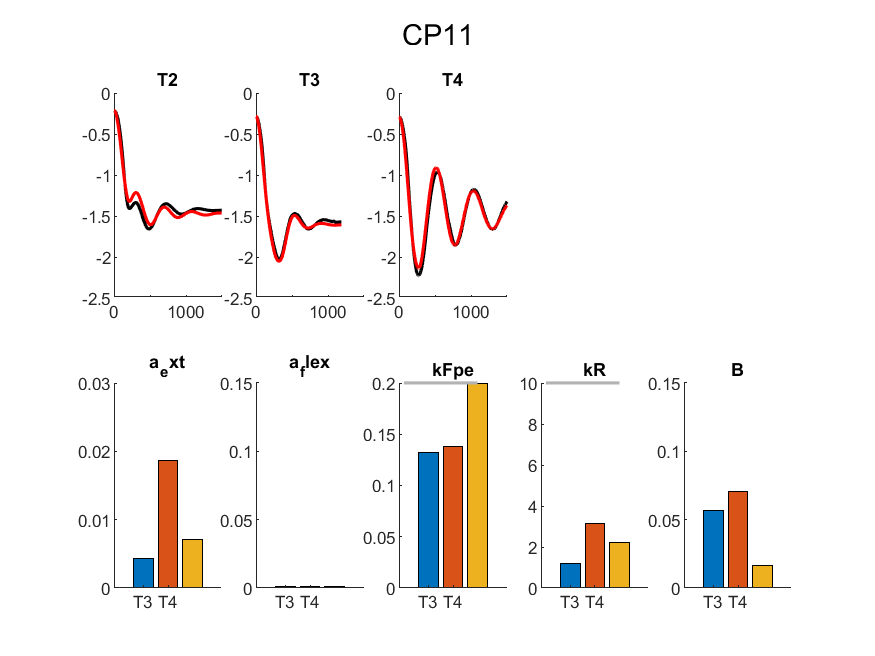 CP11
T2 T3 T4
0 0 0
-0.5 -0.5 -0.5
-1 -1 -1
-1.5 -1.5 -1.5
-2 -2 -2
-2.5 -2.5 -2.5
0 1000 0 1000 0 1000
aₑxt a_flex kFpe kR B
0.03 0.15 0.2 10 0.15
0.02 0.1 0.15 8 0.1
0.01 0.05 0.1 6 0.05
0 0 0.05 4 0
0 2
0
T3 T4 T3 T4 T3 T4 T3 T4 T3 T4